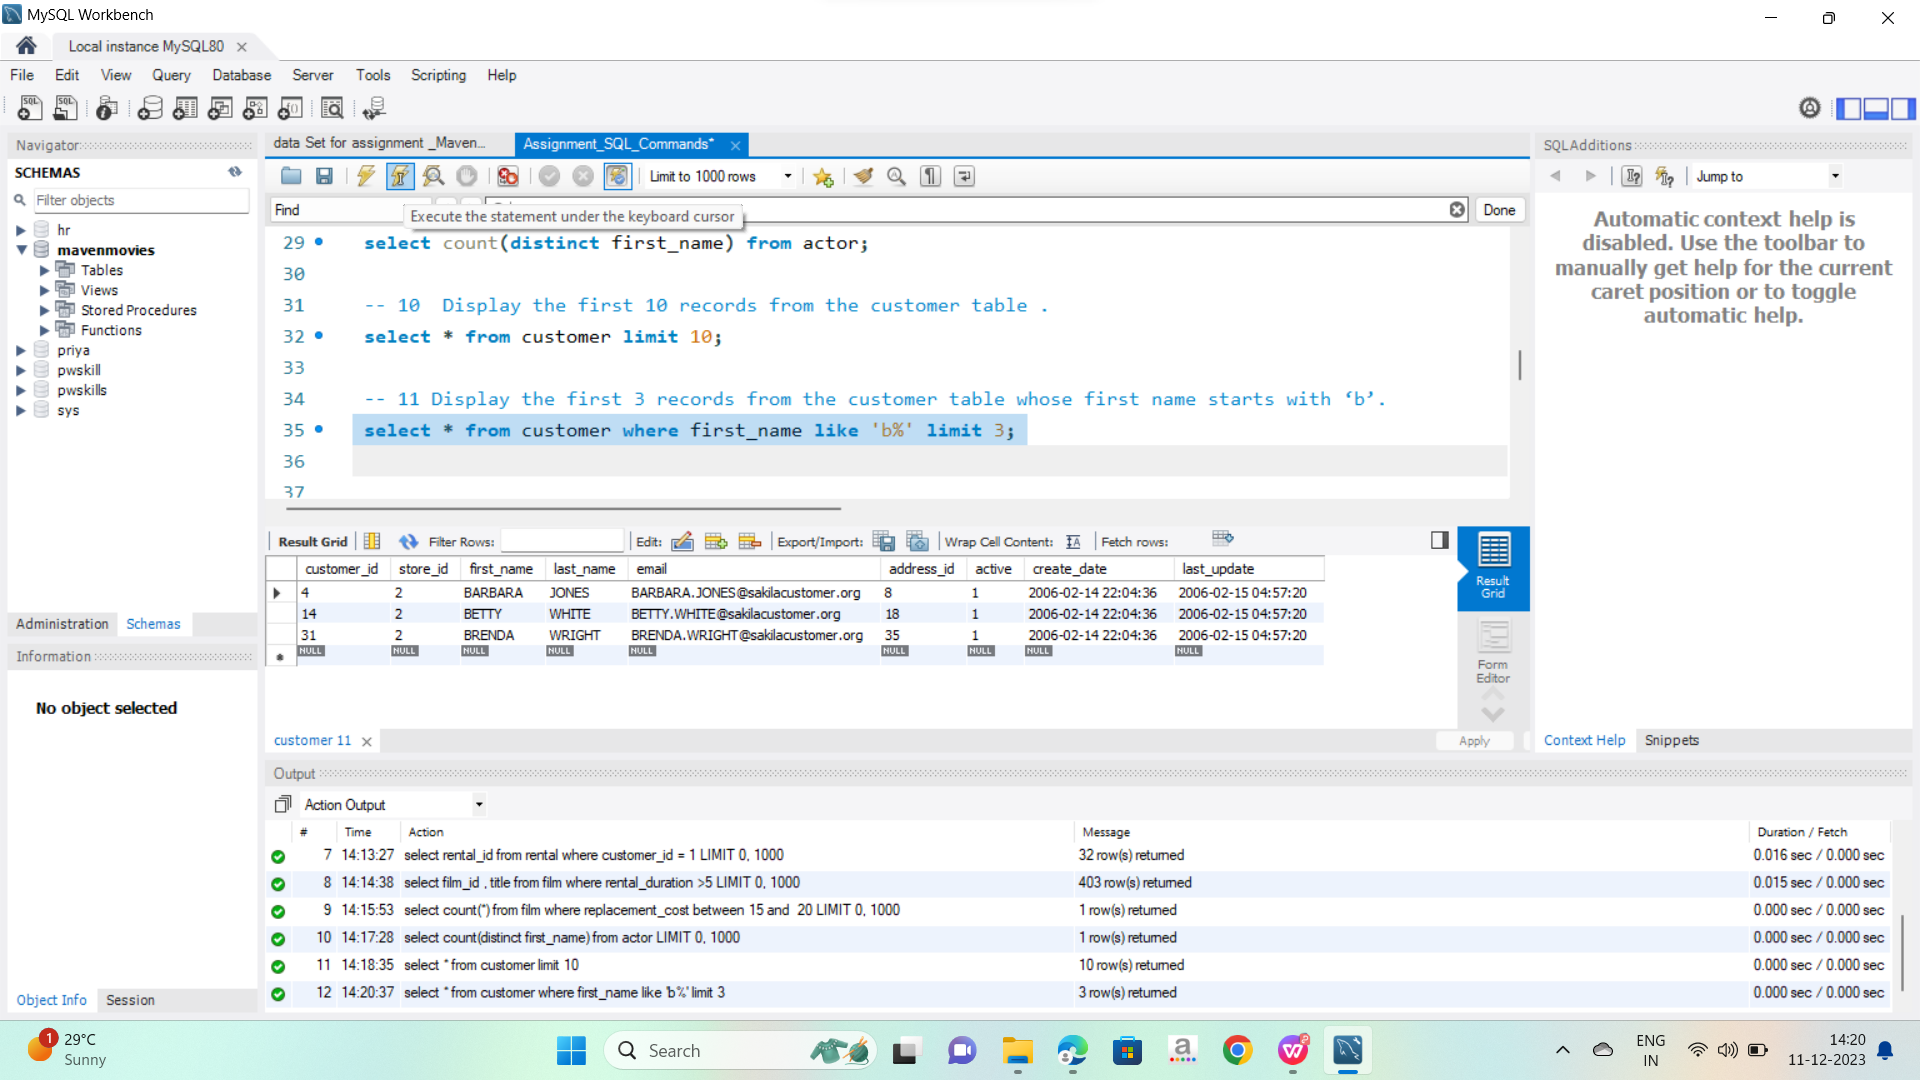 MySQL Workbench
Local instance MySQL80
File Edit View Query Database Server Tools Scripting Help
Navigator
SCHEMAS
Filter objects
hr
mavenmovies
Tables
Views
Stored Procedures
Functions
priya
pwskill
pwskills
sys
Administration Schemas
Information
No object selected
Object Info Session
data Set for assignment _Maven... Assignment_SQL_Commands*
Limit to 1000 rows
Find Done
Execute the statement under the keyboard cursor
29 select count(distinct first_name) from actor;
30
31 -- 10  Display the first 10 records from the customer table .
32 select * from customer limit 10;
33
34 -- 11 Display the first 3 records from the customer table whose first name starts with ‘b’.
35 select * from customer where first_name like 'b%' limit 3;
36
37
Result Grid Filter Rows: Edit: Export/Import: Wrap Cell Content: Fetch rows:
customer_id store_id first_name last_name email address_id active create_date last_update
4 2 BARBARA JONES BARBARA.JONES@sakilacustomer.org 8 1 2006-02-14 22:04:36 2006-02-15 04:57:20
14 2 BETTY WHITE BETTY.WHITE@sakilacustomer.org 18 1 2006-02-14 22:04:36 2006-02-15 04:57:20
31 2 BRENDA WRIGHT BRENDA.WRIGHT@sakilacustomer.org 35 1 2006-02-14 22:04:36 2006-02-15 04:57:20
NULL NULL NULL NULL NULL NULL NULL NULL NULL
Result
Grid
Form
Editor
customer 11
Apply
SQLAdditions
Jump to
Automatic context help is
disabled. Use the toolbar to
manually get help for the current
caret position or to toggle
automatic help.
Context Help Snippets
Output
Action Output
# Time Action Message Duration / Fetch
7 14:13:27 select rental_id from rental where customer_id = 1 LIMIT 0, 1000 32 row(s) returned 0.016 sec / 0.000 sec
8 14:14:38 select film_id , title from film where rental_duration >5 LIMIT 0, 1000 403 row(s) returned 0.015 sec / 0.000 sec
9 14:15:53 select count(*) from film where replacement_cost between 15 and  20 LIMIT 0, 1000 1 row(s) returned 0.000 sec / 0.000 sec
10 14:17:28 select count(distinct first_name) from actor LIMIT 0, 1000 1 row(s) returned 0.000 sec / 0.000 sec
11 14:18:35 select * from customer limit 10 10 row(s) returned 0.000 sec / 0.000 sec
12 14:20:37 select * from customer where first_name like 'b%' limit 3 3 row(s) returned 0.000 sec / 0.000 sec
1
29°C
Sunny
Search
ENG
IN
14:20
11-12-2023